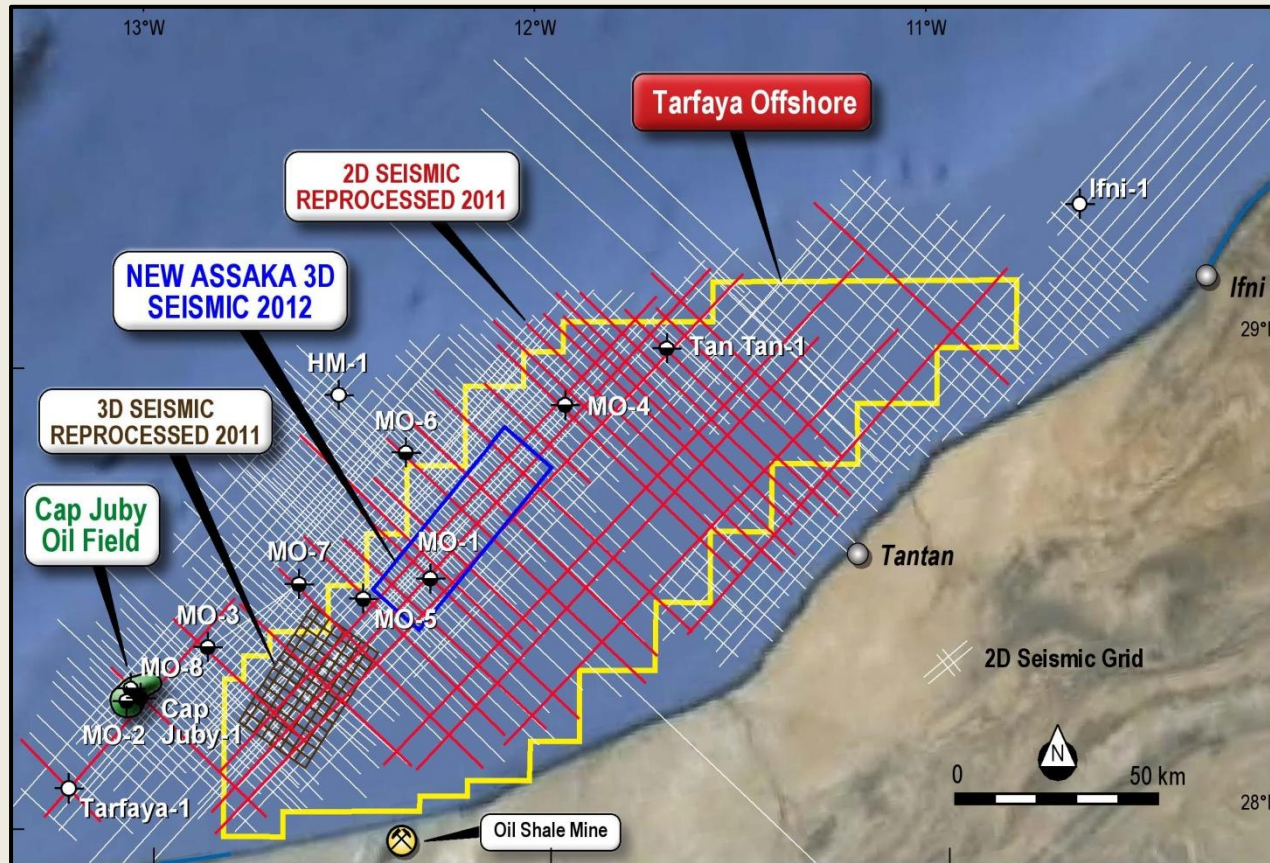 13°W
12°W
11°W
Tarfaya Offshore
2D SEISMIC
REPROCESSED 2011
Ifni-1
NEW ASSAKA 3D
SEISMIC 2012
Ifni
29°N
HM-1
Tan Tan-1
3D SEISMIC
REPROCESSED 2011
MO-4
MO-6
Cap Juby
Oil Field
MO-7
MO-1
Tantan
MO-5
MO-3
2D Seismic Grid
MO-8
Cap
MO-2
Juby-1
N
0
50 km
Tarfaya-1
28°N
Oil Shale Mine
13°W
12°W
11°W